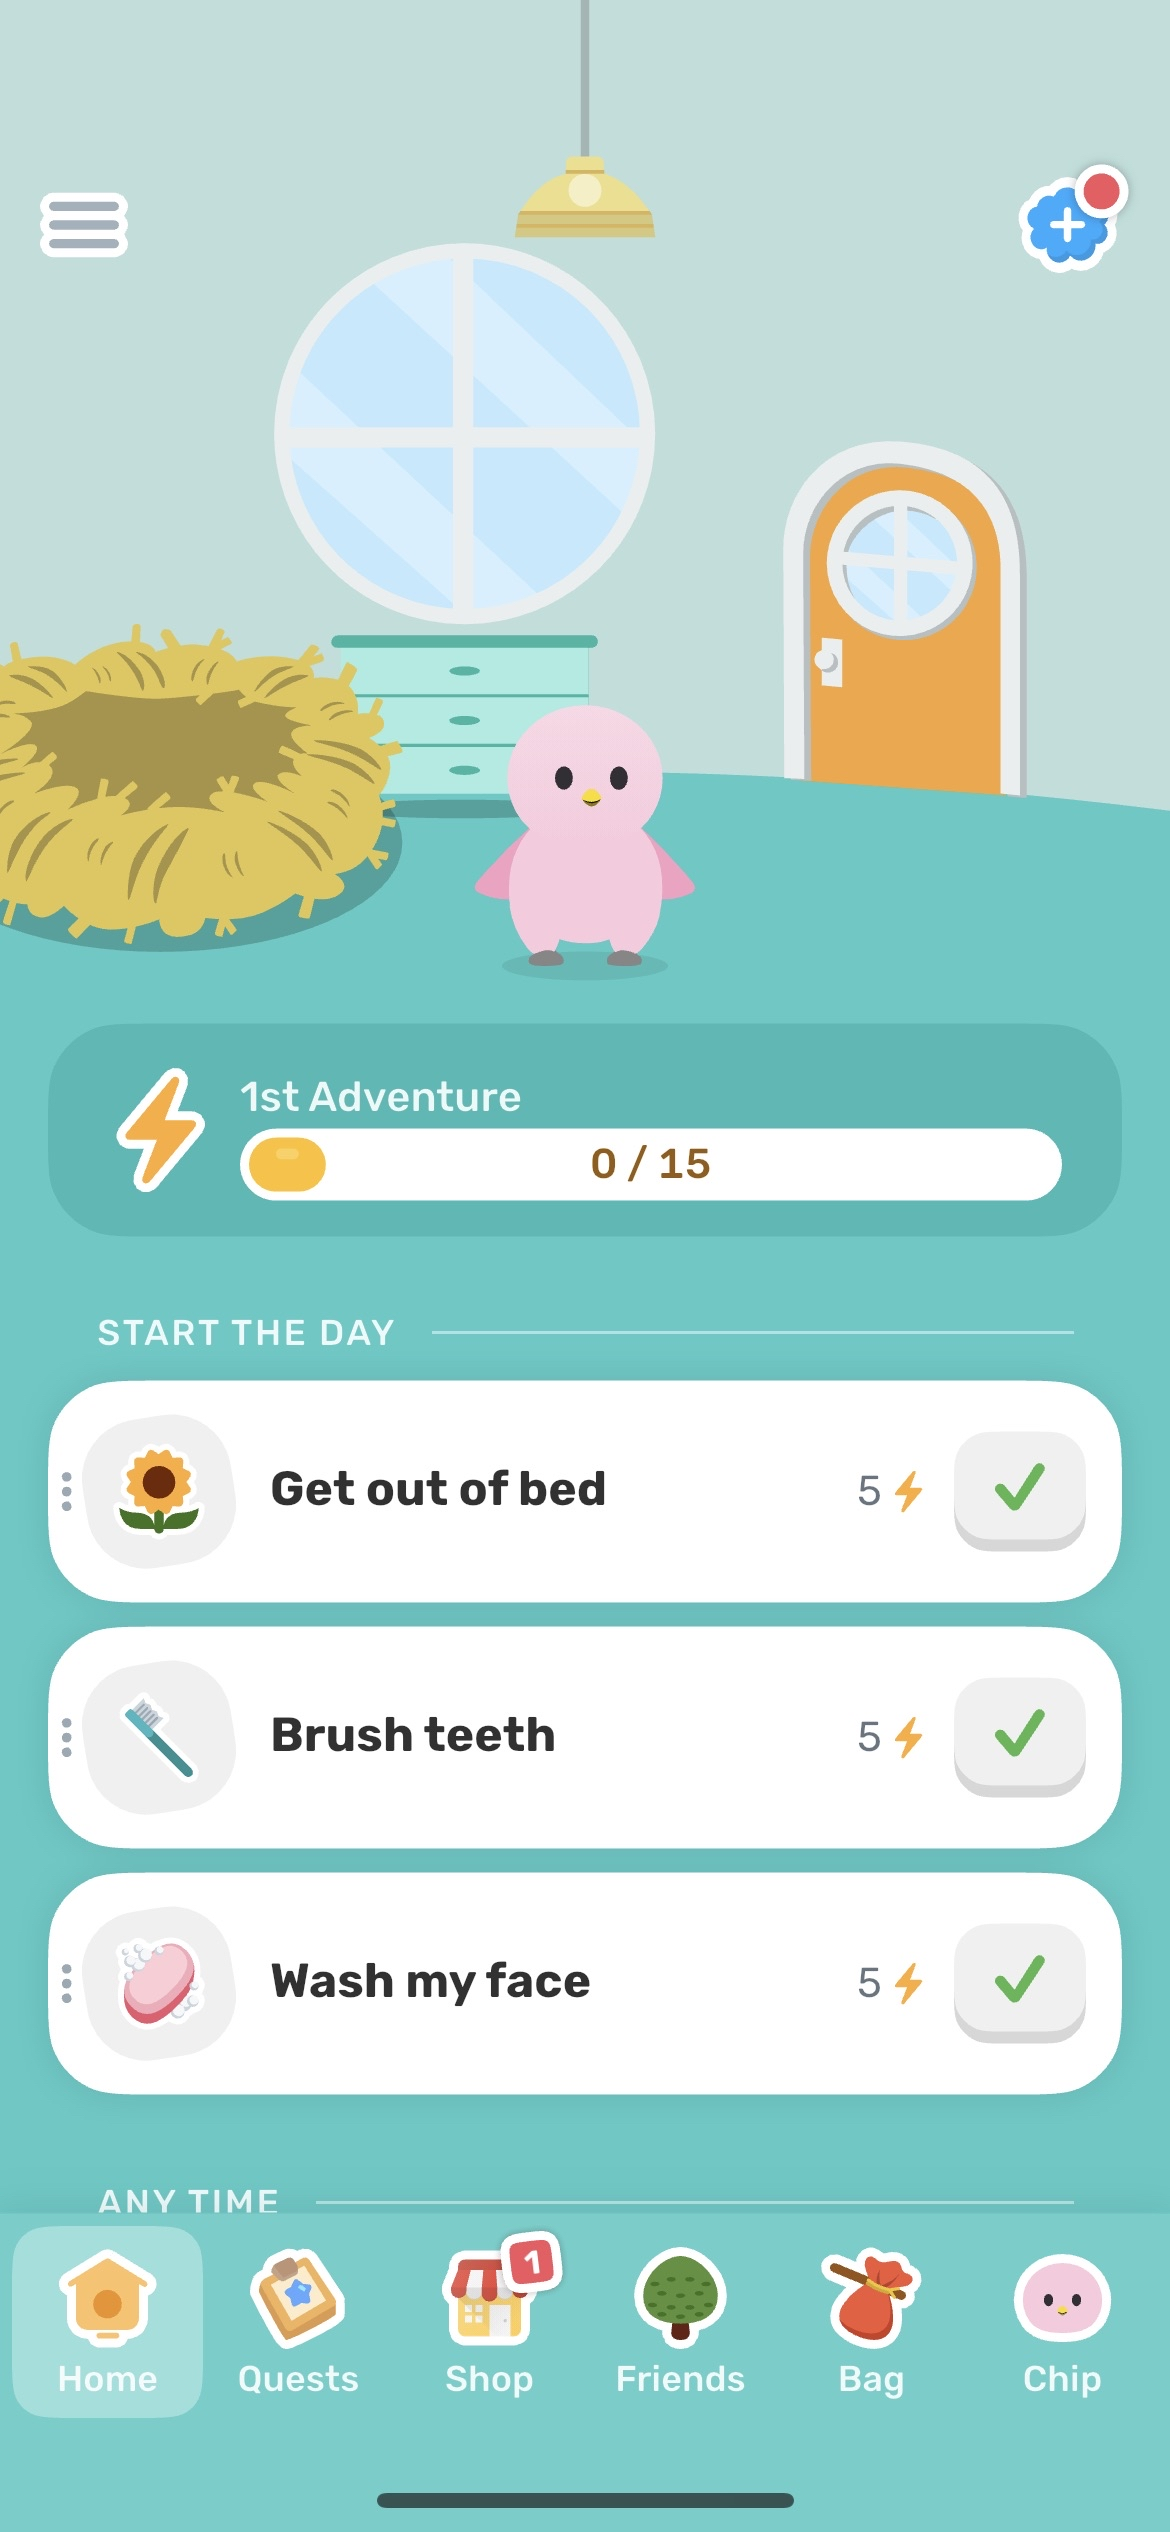 1st Adventure
0 / 15
START THE DAY
Get out of bed
5
Brush teeth
5
Wash my face
5
ANY TIME
1
Home
Quests
Shop
Friends
Bag
Chip